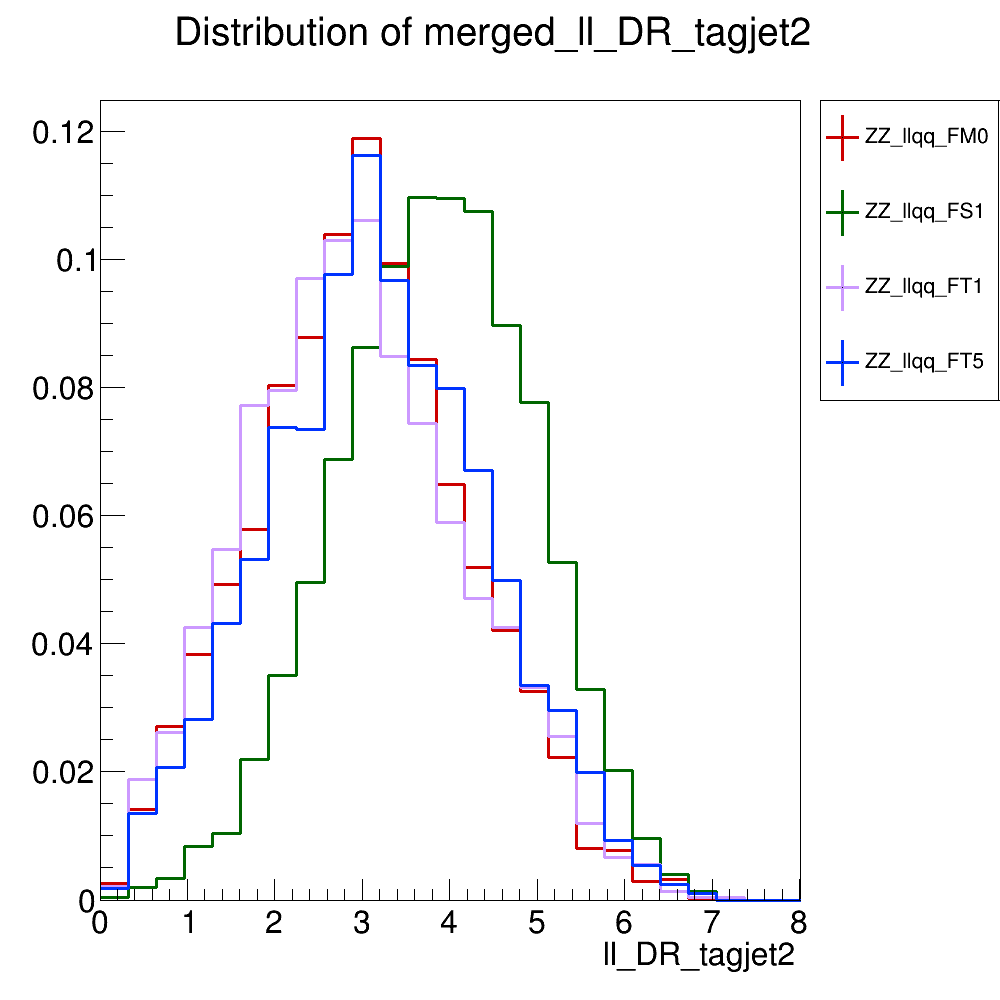 Distribution of merged_ll_DR_tagjet2
0.12
0.1
0.08
0.06
0.04
0.02
0
0 1 2 3 4 5 6 7 8
ll_DR_tagjet2
ZZ_llqq_FM0
ZZ_llqq_FS1
ZZ_llqq_FT1
ZZ_llqq_FT5